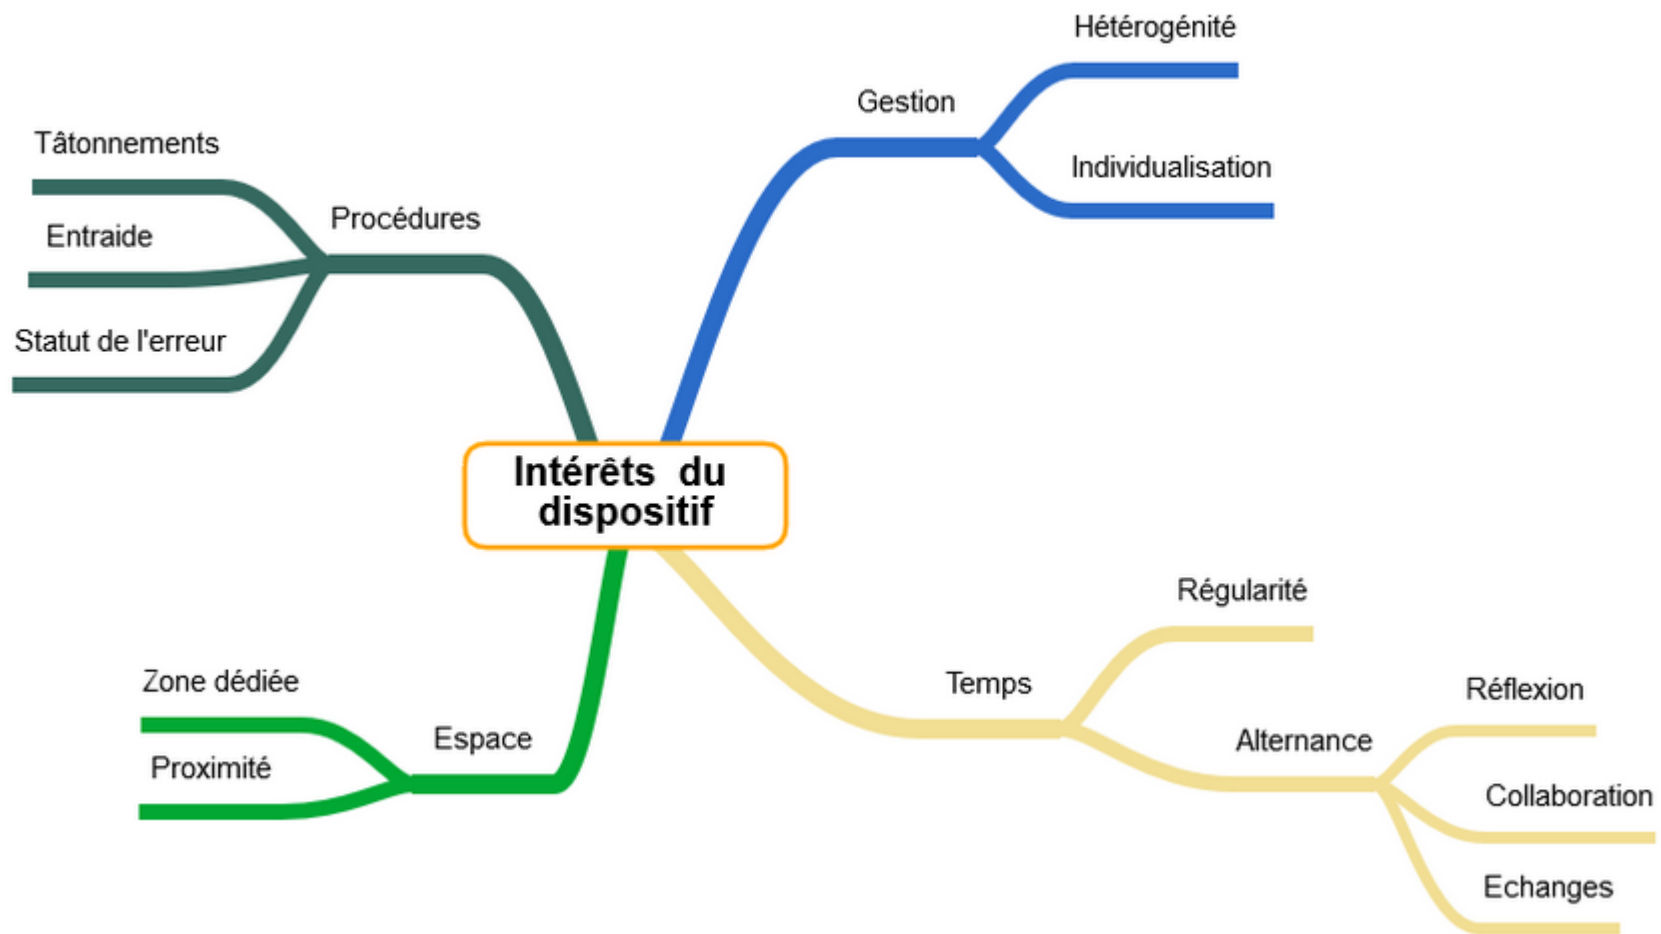 Hétérogénité
Gestion
Individualisation
Tâtonnements
Procédures
Entraide
Statut de l'erreur
Intérêts du
dispositif
Régularité
Temps
Réflexion
Alternance
Collaboration
Echanges
Zone dédiée
Espace
Proximité